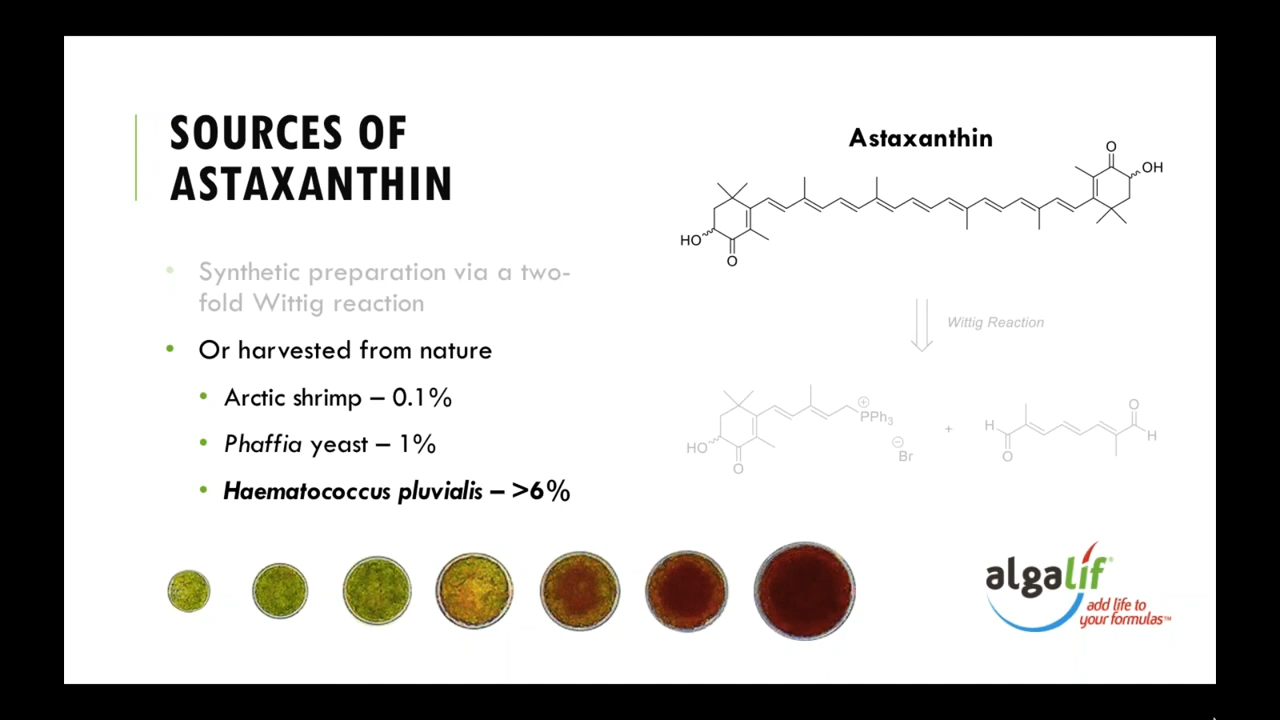 SOURCES OF
ASTAXANTHIN
Synthetic preparation via a two-
fold Wittig reaction
Or harvested from nature
Arctic shrimp – 0.1%
Phaffia yeast – 1%
Haematococcus pluvialis – >6%
Astaxanthin
O
OH
HO
O
Wittig Reaction
HO
O
⊕
PPh₃
⊖
Br
+
H
O
O
H
algalif®
add life to
your formulas™